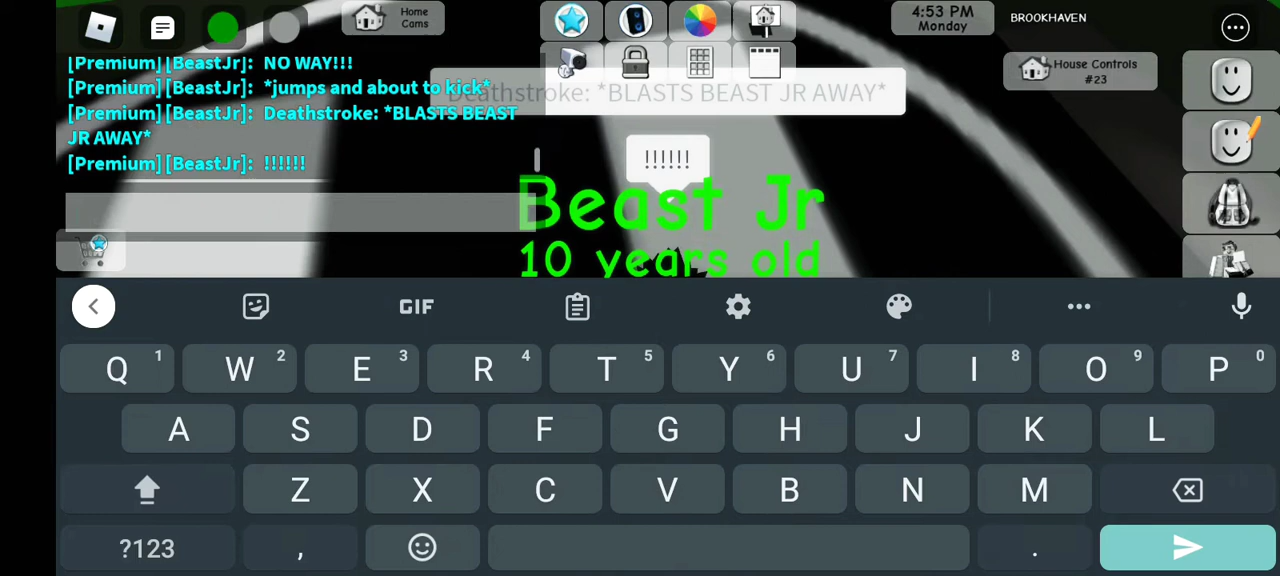 Home
Cams
4:53 PM
Monday
BROOKHAVEN
House Controls
#23
[Premium] [BeastJr]: NO WAY!!!
[Premium] [BeastJr]: *jumps and about to kick*
[Premium] [BeastJr]: Deathstroke: *BLASTS BEAST
JR AWAY*
[Premium] [BeastJr]: !!!!!!
Deathstroke: *BLASTS BEAST JR AWAY*
!!!!!!
Beast Jr
10 years old
GIF
Q 1 W 2 E 3 R 4 T 5 Y 6 U 7 I 8 O 9 P 0
A S D F G H J K L
Z X C V B N M
?123 , .